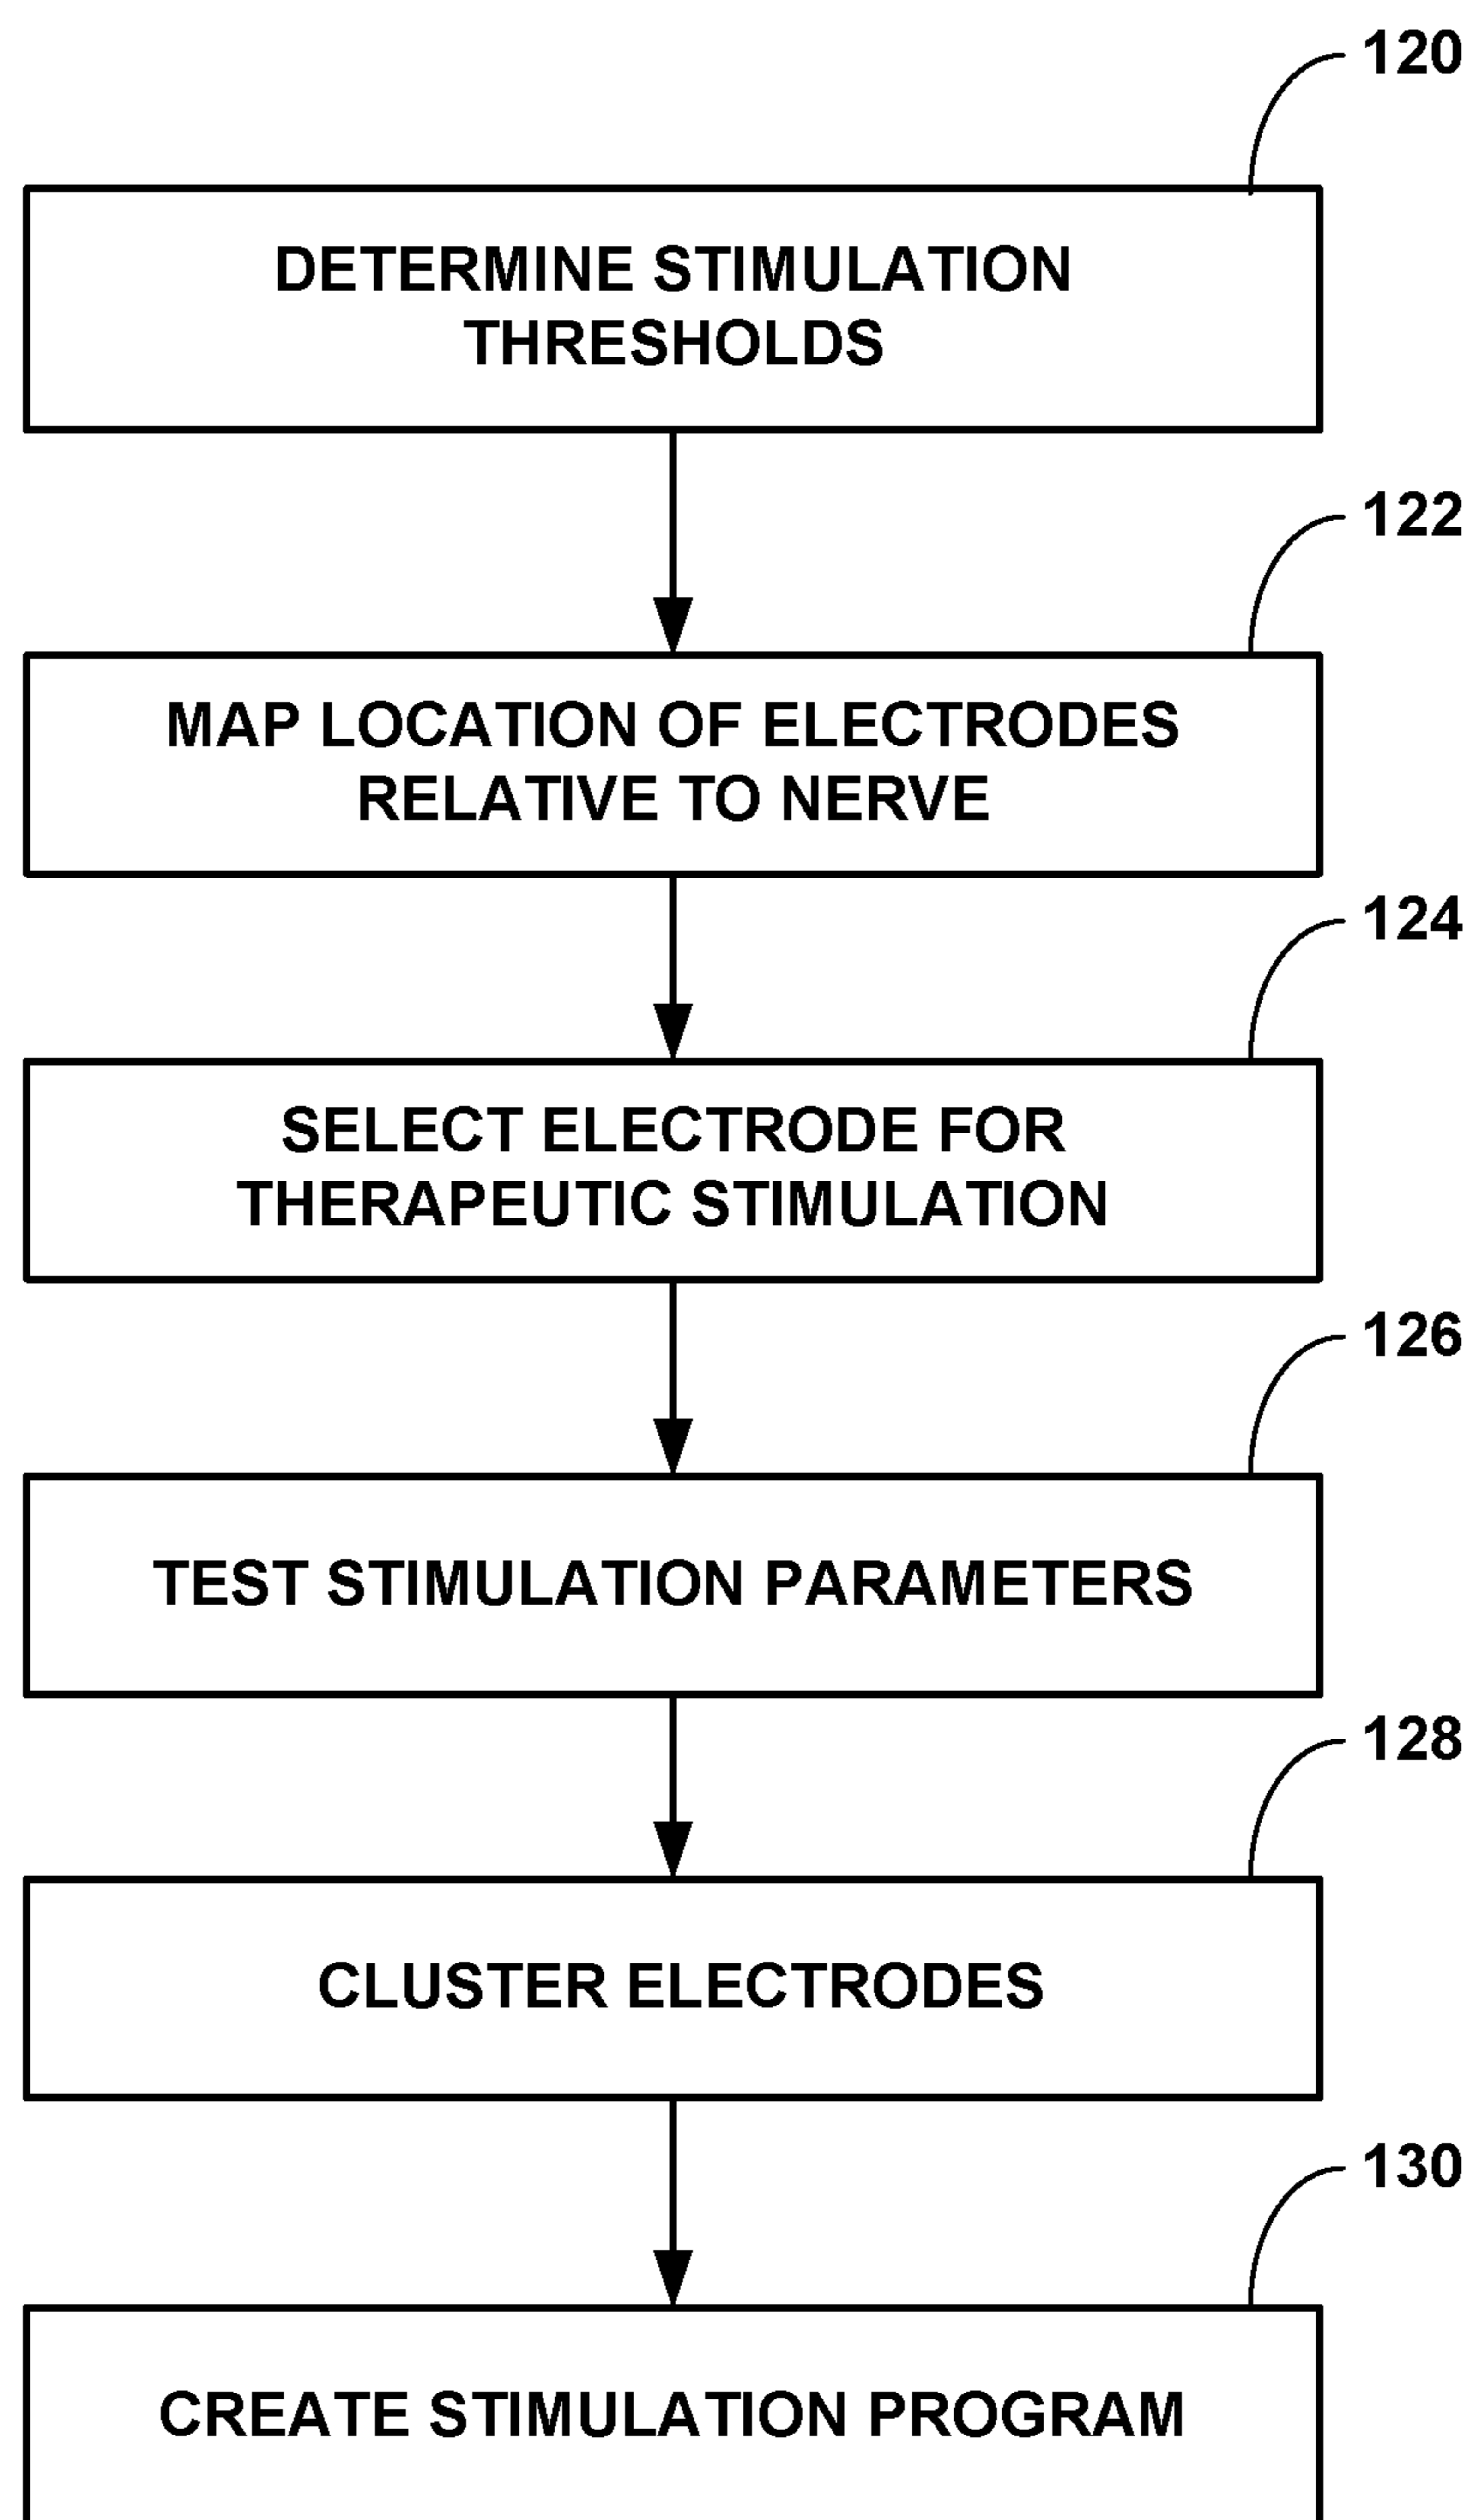 120
DETERMINE STIMULATION
THRESHOLDS
122
MAP LOCATION OF ELECTRODES
RELATIVE TO NERVE
124
SELECT ELECTRODE FOR
THERAPEUTIC STIMULATION
126
TEST STIMULATION PARAMETERS
128
CLUSTER ELECTRODES
130
CREATE STIMULATION PROGRAM